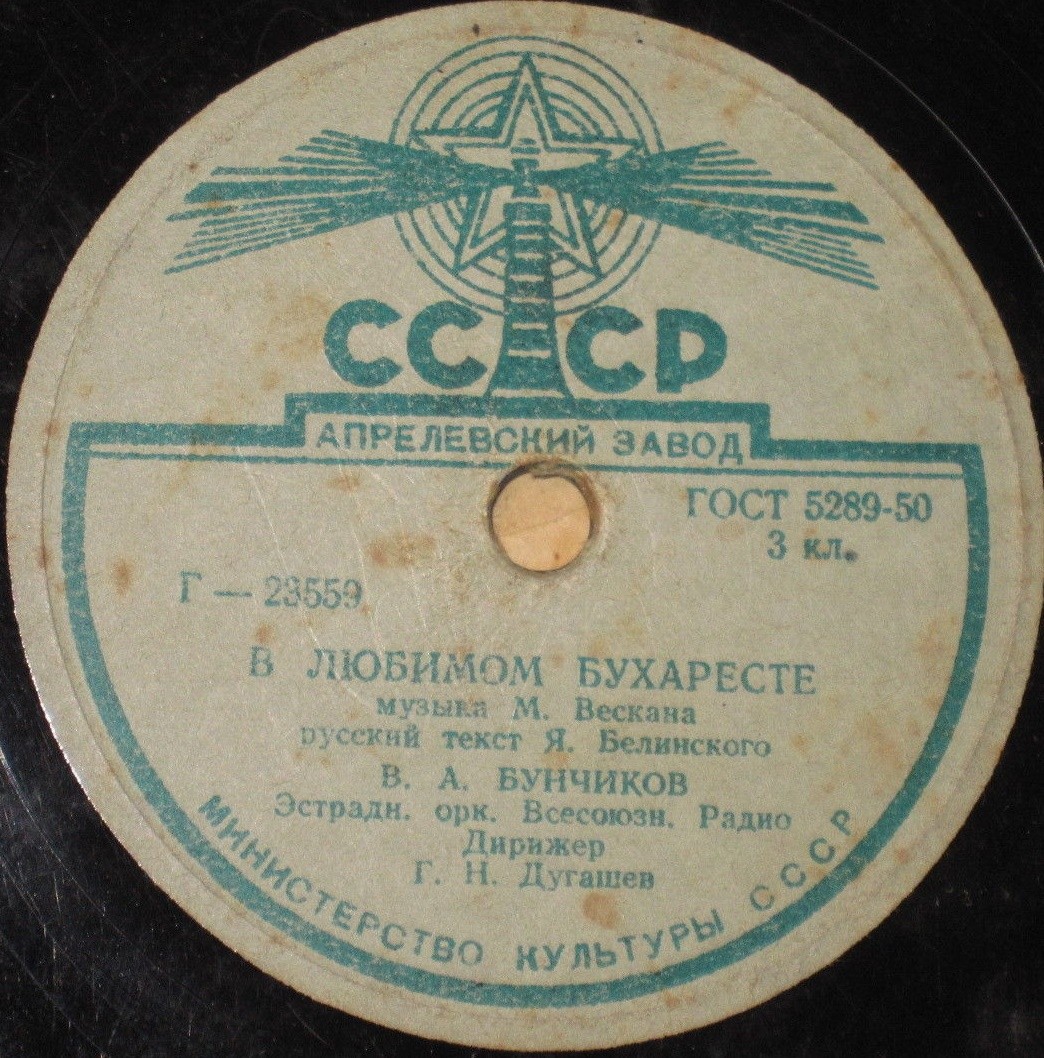 СССР
АПРЕЛЕВСКИЙ ЗАВОД
ГОСТ 5289-50
3 кл.
Г — 23559
В ЛЮБИМОМ БУХАРЕСТЕ
музыка М. Вескана
русский текст Я. Белинского
В. А. БУНЧИКОВ
Эстрадн. орк. Всесоюзн. Радио
Дирижер
Г. Н. Дугашев
МИНИСТЕРСТВО КУЛЬТУРЫ СССР